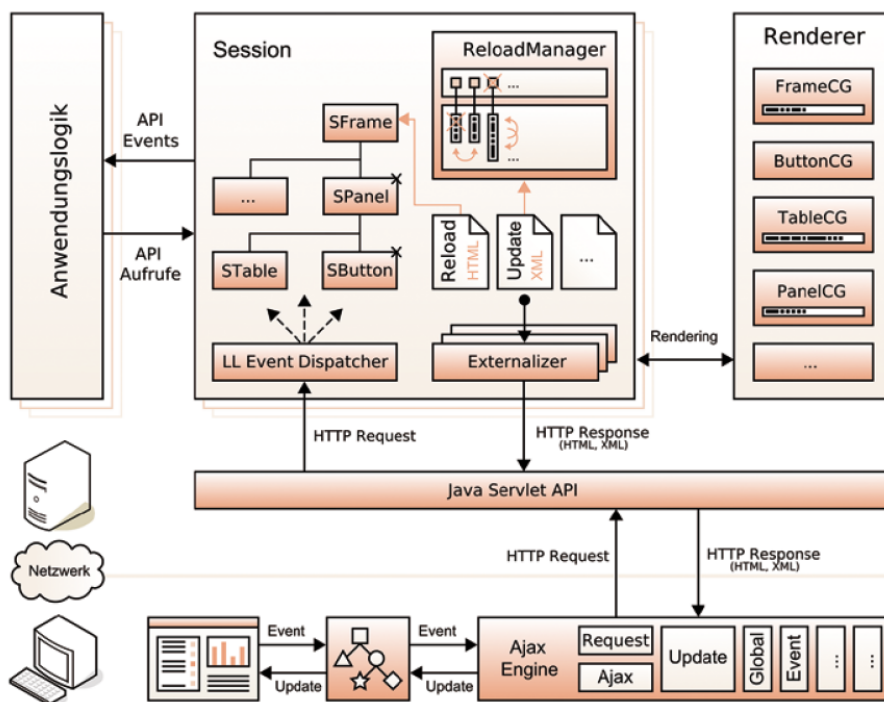 Anwendungslogik
API
Events
API
Aufrufe
Session
SFrame
...
SPanel
STable
SButton
LL Event Dispatcher
ReloadManager
...
...
Reload
HTML
Update
XML
...
Externalizer
Rendering
Renderer
FrameCG
ButtonCG
TableCG
PanelCG
...
HTTP Request
HTTP Response
(HTML, XML)
Java Servlet API
Netzwerk
HTTP Request
HTTP Response
(HTML, XML)
Event
Update
Event
Update
Ajax
Engine
Request
Ajax
Update
Global
Event
...
...